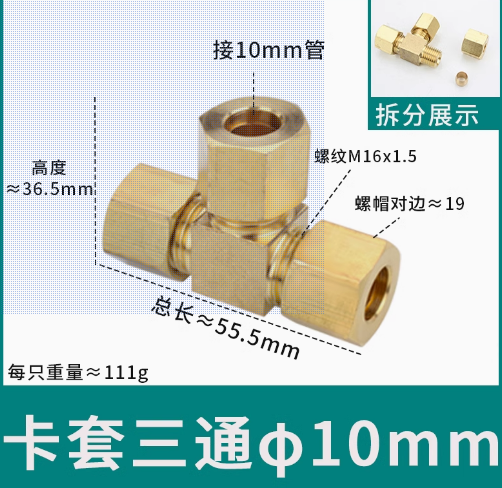 接10mm管
拆分展示
螺纹M16x1.5
高度
≈36.5mm
螺帽对边≈19
总长≈55.5mm
每只重量≈111g
卡套三通φ10mm